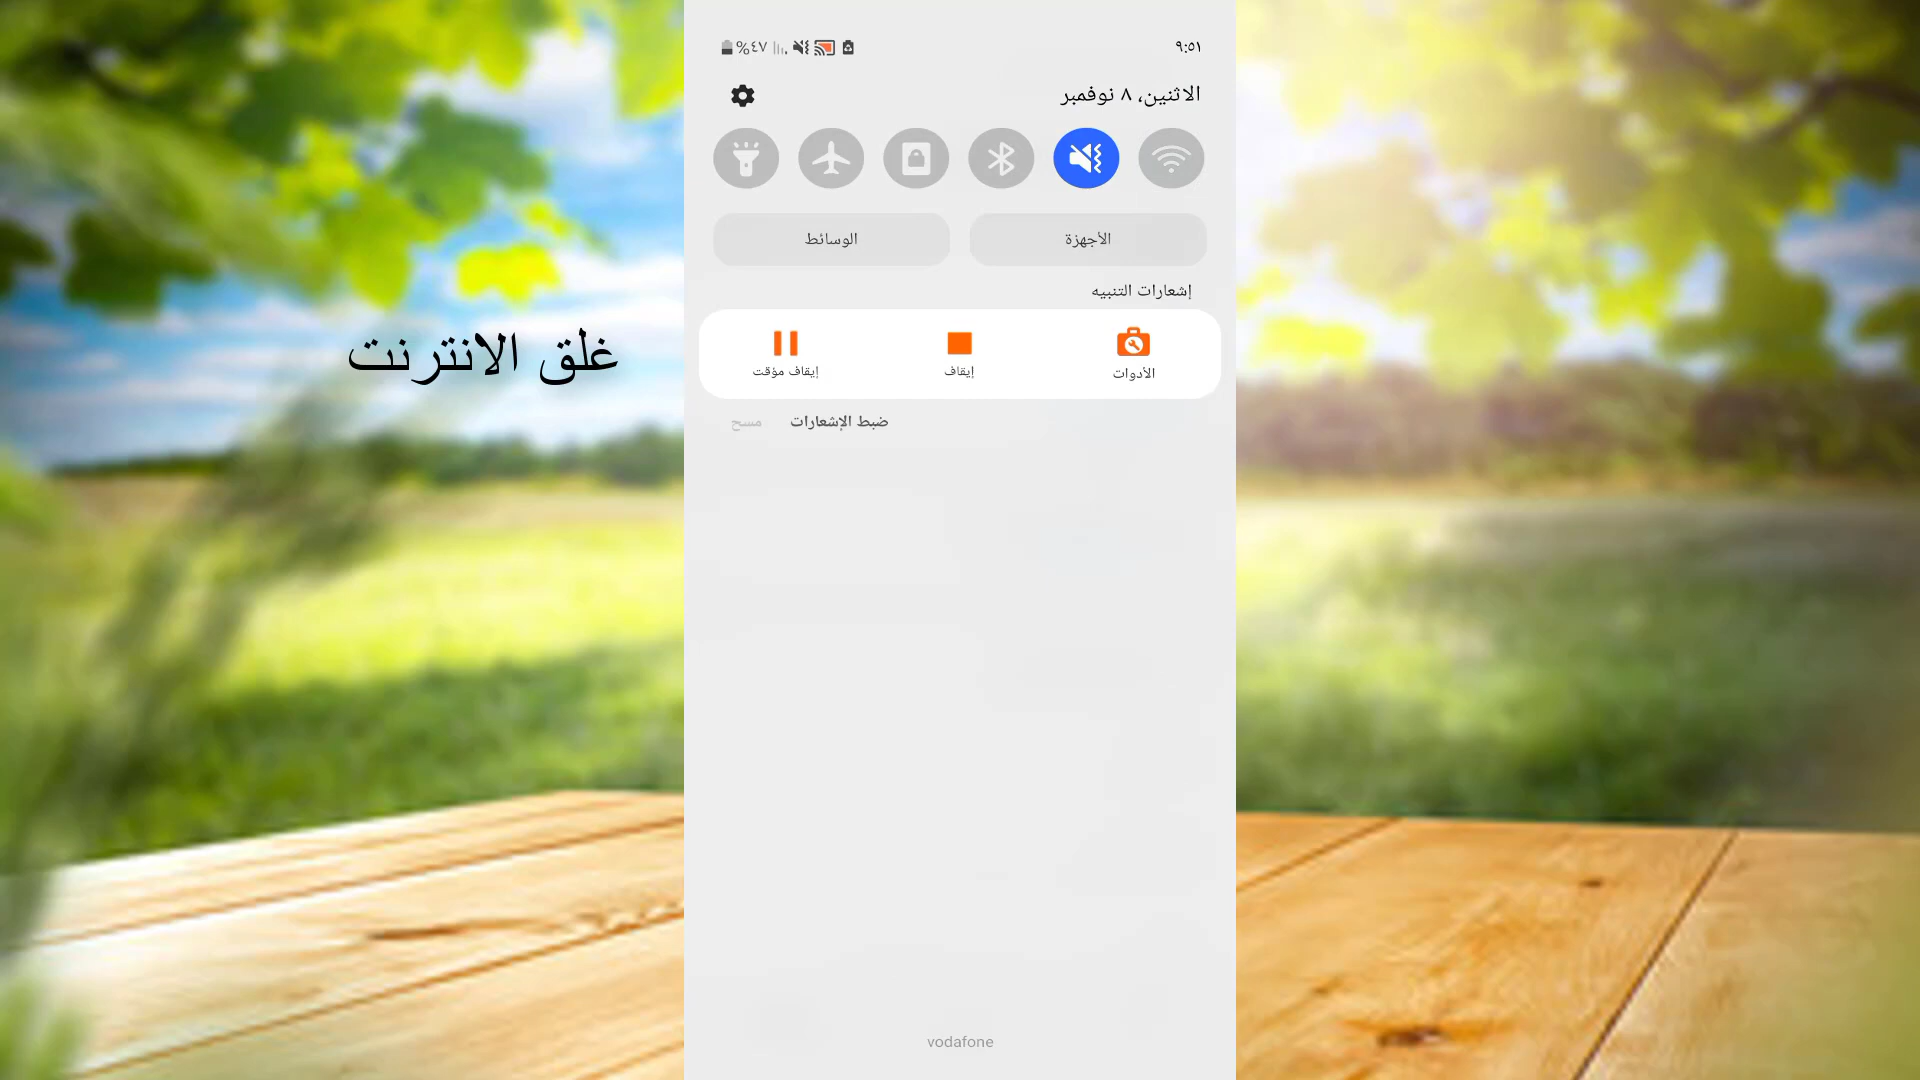 ٩:٥١
%٤٧
الاثنين، ٨ نوفمبر
الأجهزة
الوسائط
إشعارات التنبيه
الأدوات
إيقاف
إيقاف مؤقت
ضبط الإشعارات
مسح
غلق الانترنت
vodafone